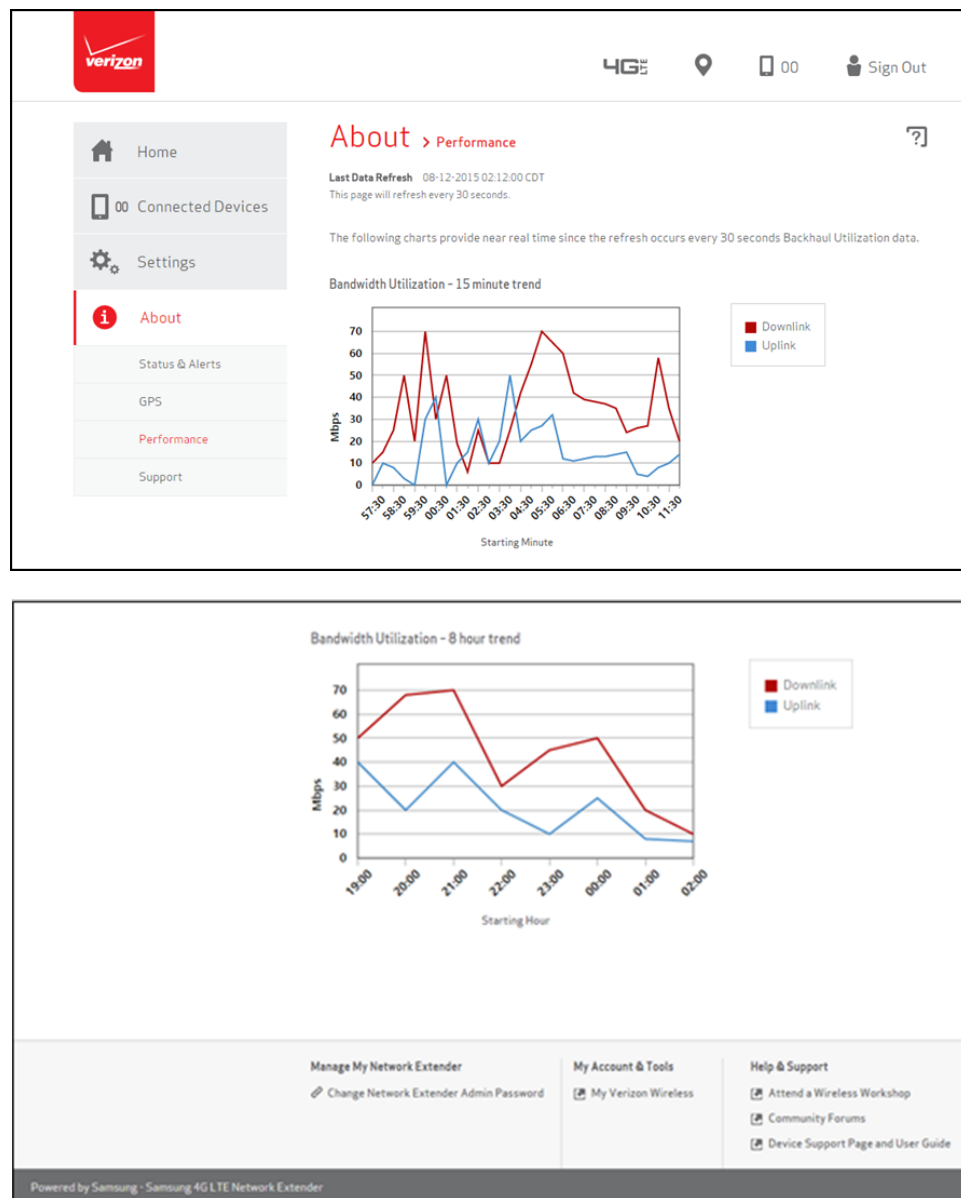 verizon
4G LTE
00
Sign Out
Home
00 Connected Devices
Settings
About
Status & Alerts
GPS
Performance
Support
About > Performance
Last Data Refresh 08-12-2015 02:12:00 CDT
This page will refresh every 30 seconds.
The following charts provide near real time since the refresh occurs every 30 seconds Backhaul Utilization data.
Bandwidth Utilization – 15 minute trend
Mbps
70
60
50
40
30
20
10
0
57:30 58:30 59:30 00:30 01:30 02:30 03:30 04:30 05:30 06:30 07:30 08:30 09:30 10:30 11:30
Starting Minute
Downlink
Uplink
Bandwidth Utilization – 8 hour trend
Mbps
70
60
50
40
30
20
10
0
19:00 20:00 21:00 22:00 23:00 00:00 01:00 02:00
Starting Hour
Downlink
Uplink
Manage My Network Extender
Change Network Extender Admin Password
My Account & Tools
My Verizon Wireless
Help & Support
Attend a Wireless Workshop
Community Forums
Device Support Page and User Guide
Powered by Samsung - Samsung 4G LTE Network Extender